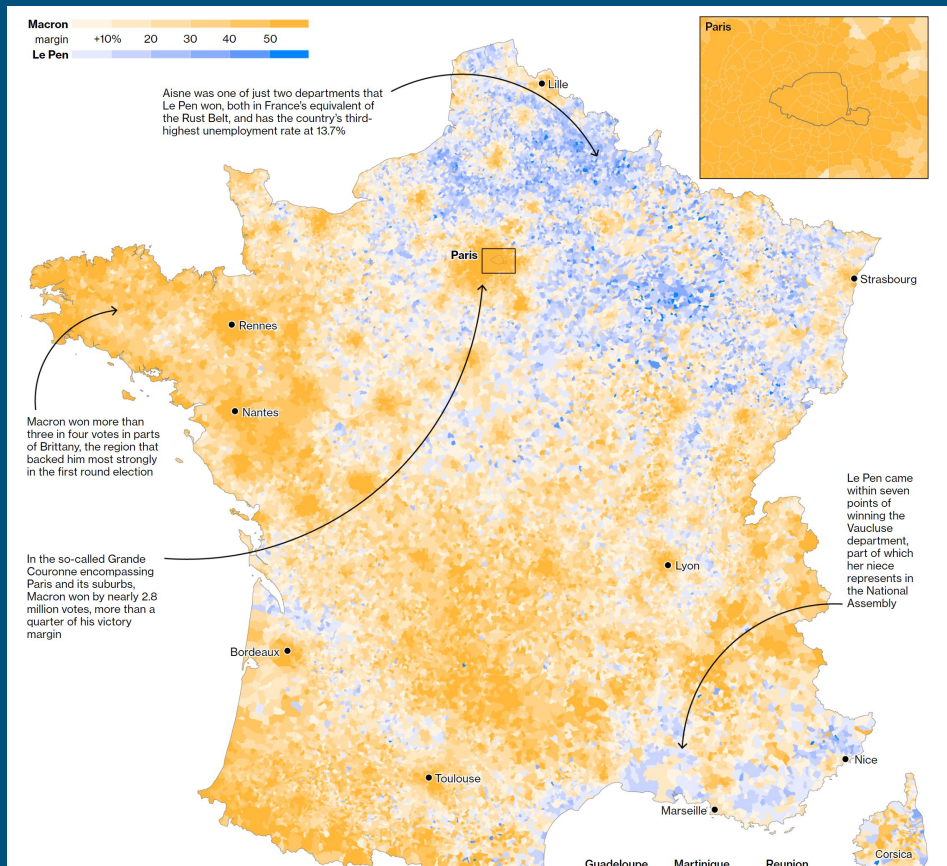 Macron
margin +10% 20 30 40 50
Le Pen
Paris
Aisne was one of just two departments that
Le Pen won, both in France's equivalent of
the Rust Belt, and has the country's third-
highest unemployment rate at 13.7%
Lille
Paris
Strasbourg
Rennes
Nantes
Macron won more than
three in four votes in parts
of Brittany, the region that
backed him most strongly
in the first round election
Le Pen came
within seven
points of
winning the
Vaucluse
department,
part of which
her niece
represents in
the National
Assembly
In the so-called Grande
Couronne encompassing
Paris and its suburbs,
Macron won by nearly 2.8
million votes, more than a
quarter of his victory
margin
Lyon
Bordeaux
Nice
Toulouse
Marseille
Corsica
Guadeloupe Martinique Reunion